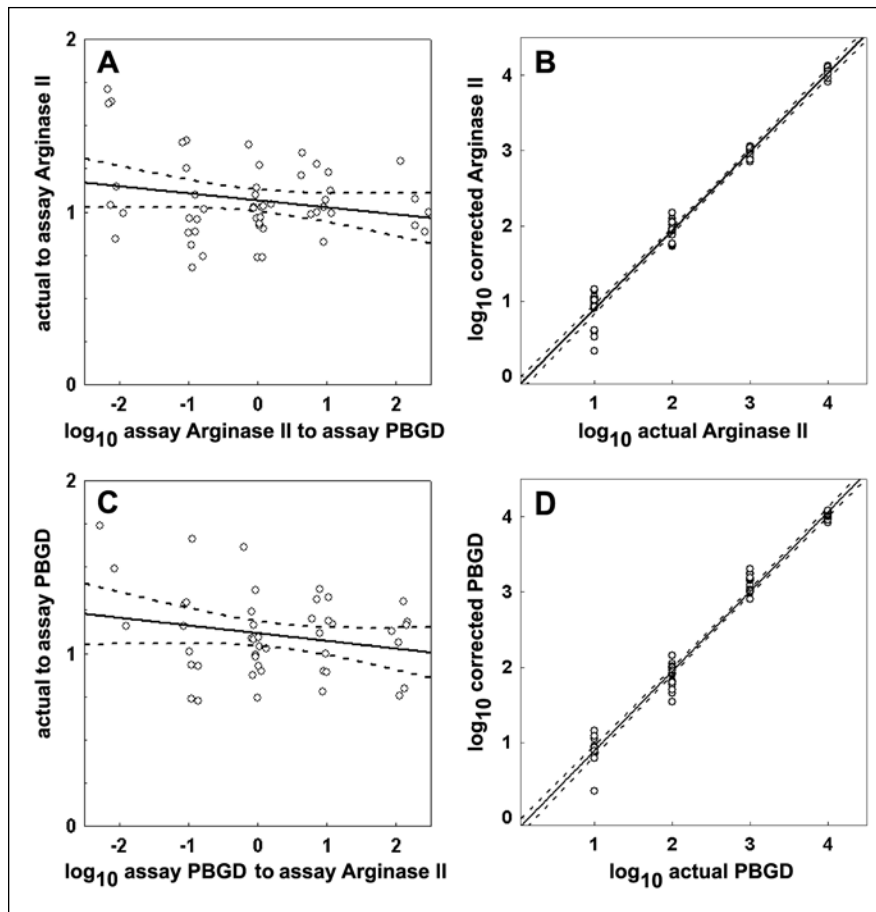 A
2
1
0
-2 -1 0 1 2
actual to assay Arginase II
log10 assay Arginase II to assay PBGD
B
4
3
2
1
0
1 2 3 4
log10 corrected Arginase II
log10 actual Arginase II
C
2
1
0
-2 -1 0 1 2
actual to assay PBGD
log10 assay PBGD to assay Arginase II
D
4
3
2
1
0
1 2 3 4
log10 corrected PBGD
log10 actual PBGD